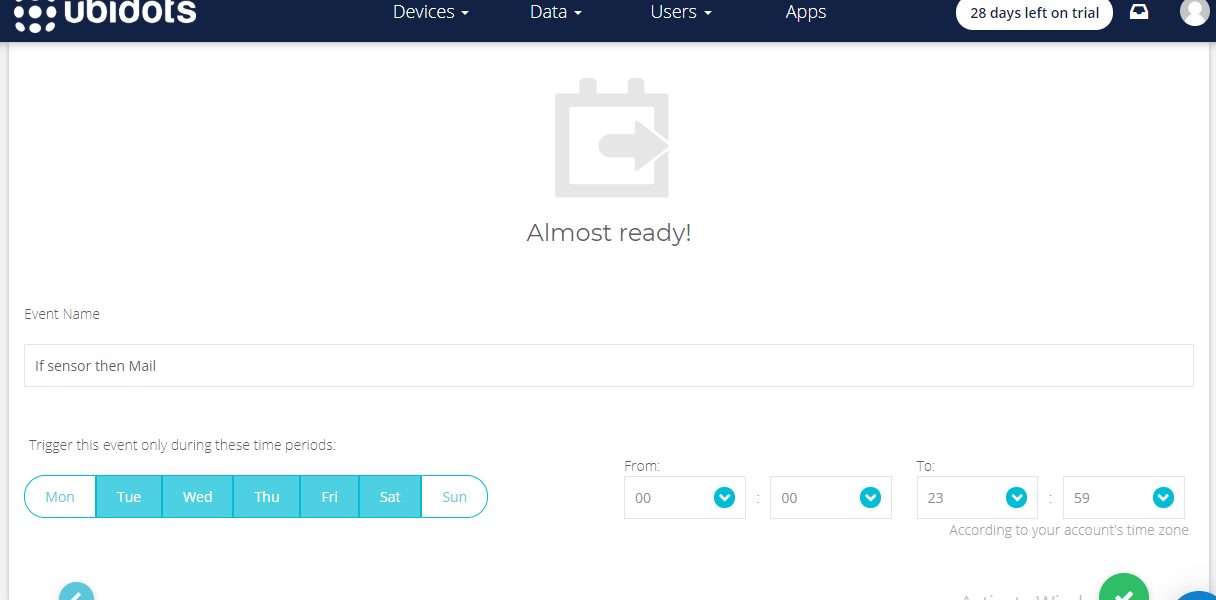 ubidots
Devices Data Users Apps 28 days left on trial
Almost ready!
Event Name
If sensor then Mail
Trigger this event only during these time periods:
From: To:
Mon Tue Wed Thu Fri Sat Sun 00 : 00 23 : 59
According to your account's time zone